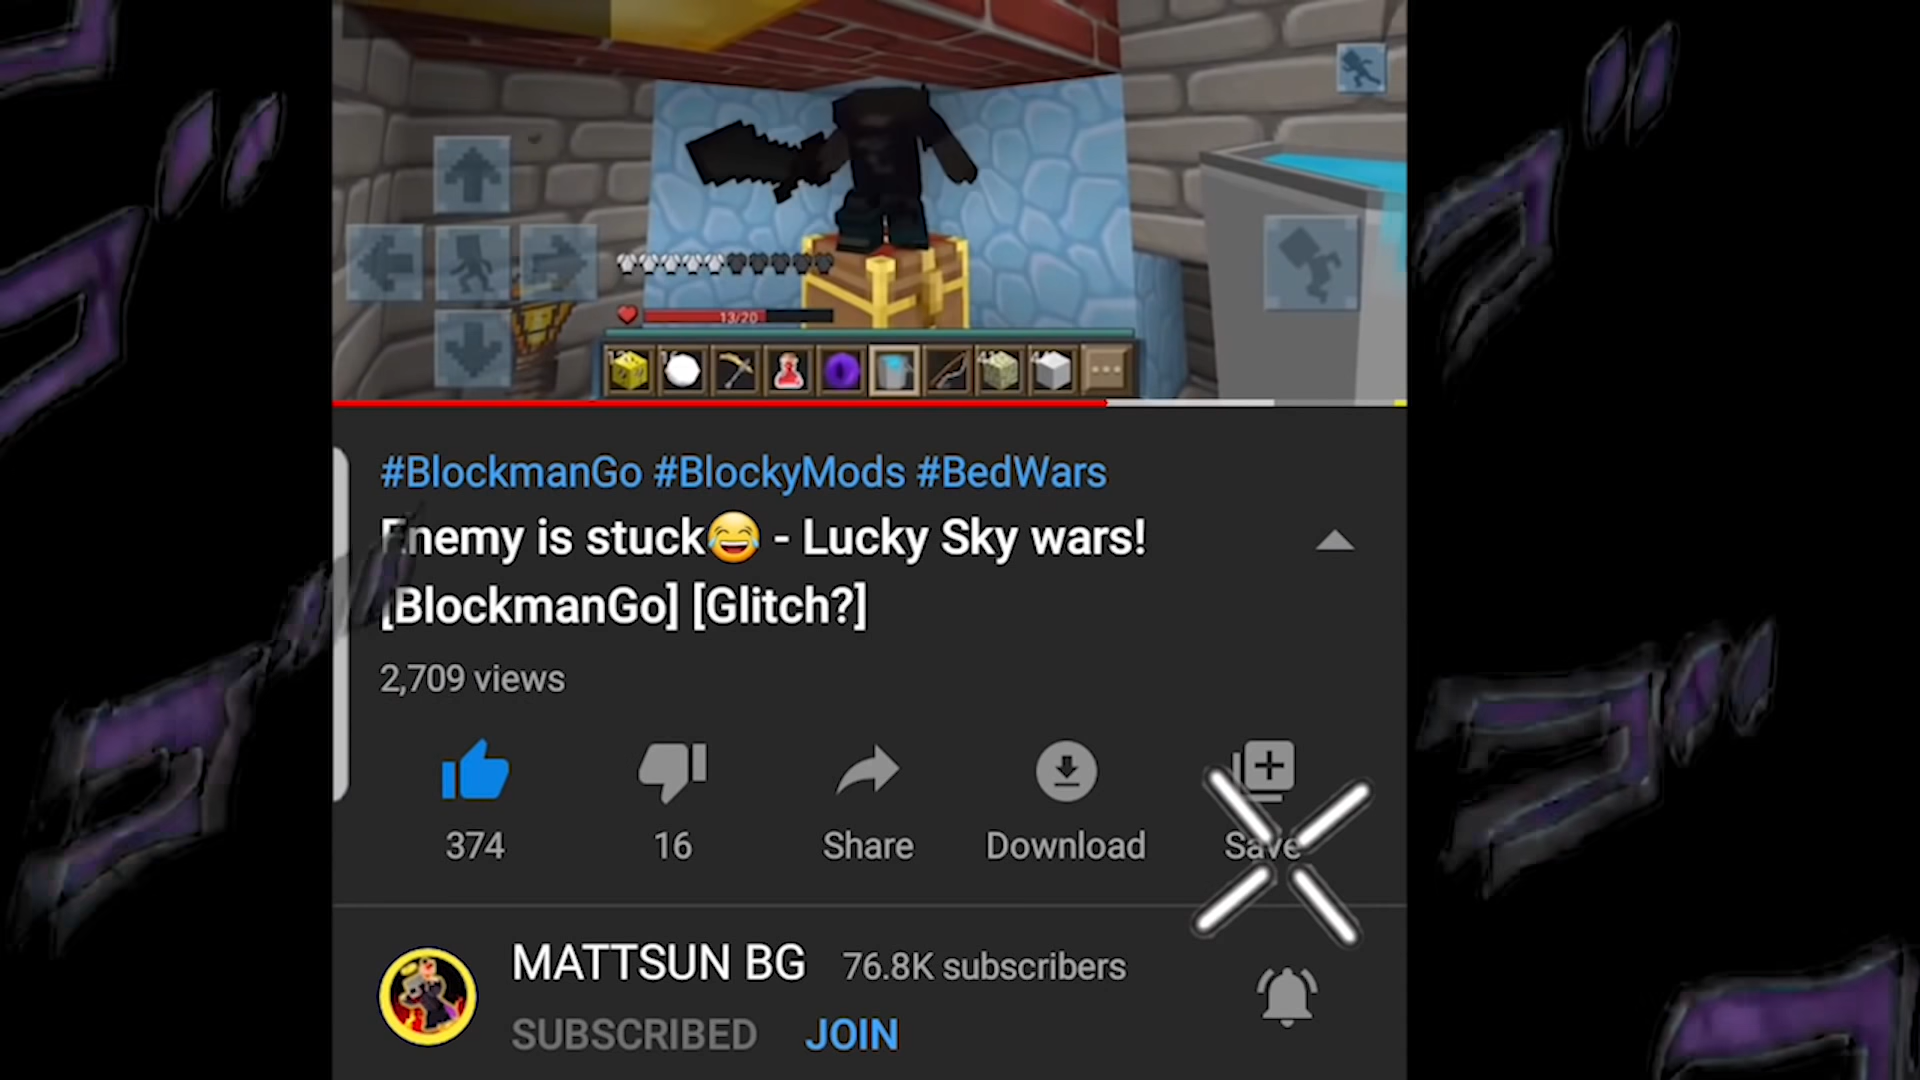 13/20
#BlockmanGo #BlockyMods #BedWars
Enemy is stuck😂 - Lucky Sky wars!
[BlockmanGo] [Glitch?]
2,709 views
374 16 Share Download Save
MATTSUN BG 76.8K subscribers
SUBSCRIBED JOIN